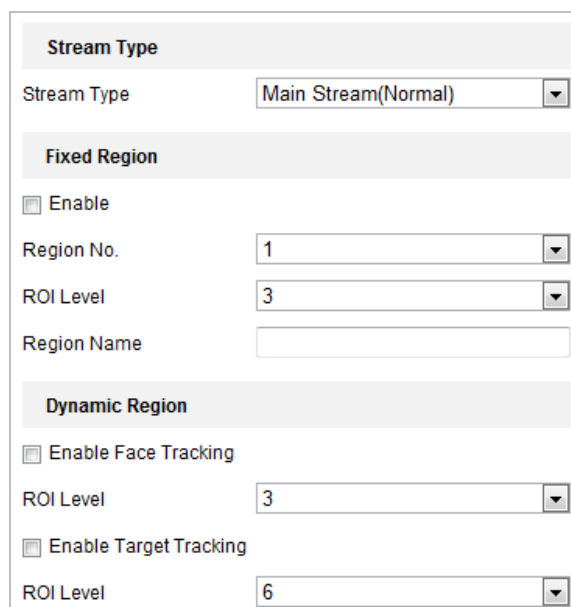 Stream Type
Stream Type Main Stream(Normal)
Fixed Region
Enable
Region No. 1
ROI Level 3
Region Name
Dynamic Region
Enable Face Tracking
ROI Level 3
Enable Target Tracking
ROI Level 6